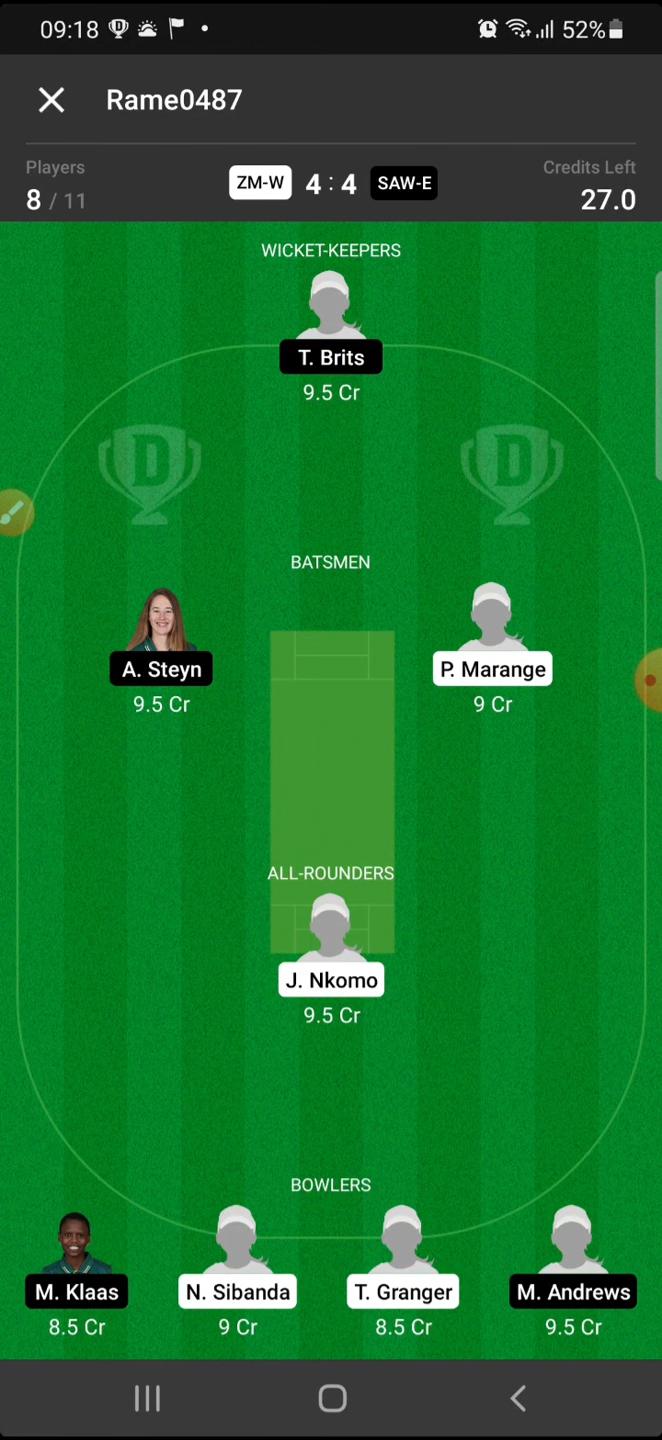 09:18
52%
Rame0487
Players
8 / 11
ZM-W 4 : 4 SAW-E
Credits Left
27.0
WICKET-KEEPERS
T. Brits
9.5 Cr
D D
BATSMEN
A. Steyn
9.5 Cr
P. Marange
9 Cr
ALL-ROUNDERS
J. Nkomo
9.5 Cr
BOWLERS
M. Klaas
8.5 Cr
N. Sibanda
9 Cr
T. Granger
8.5 Cr
M. Andrews
9.5 Cr